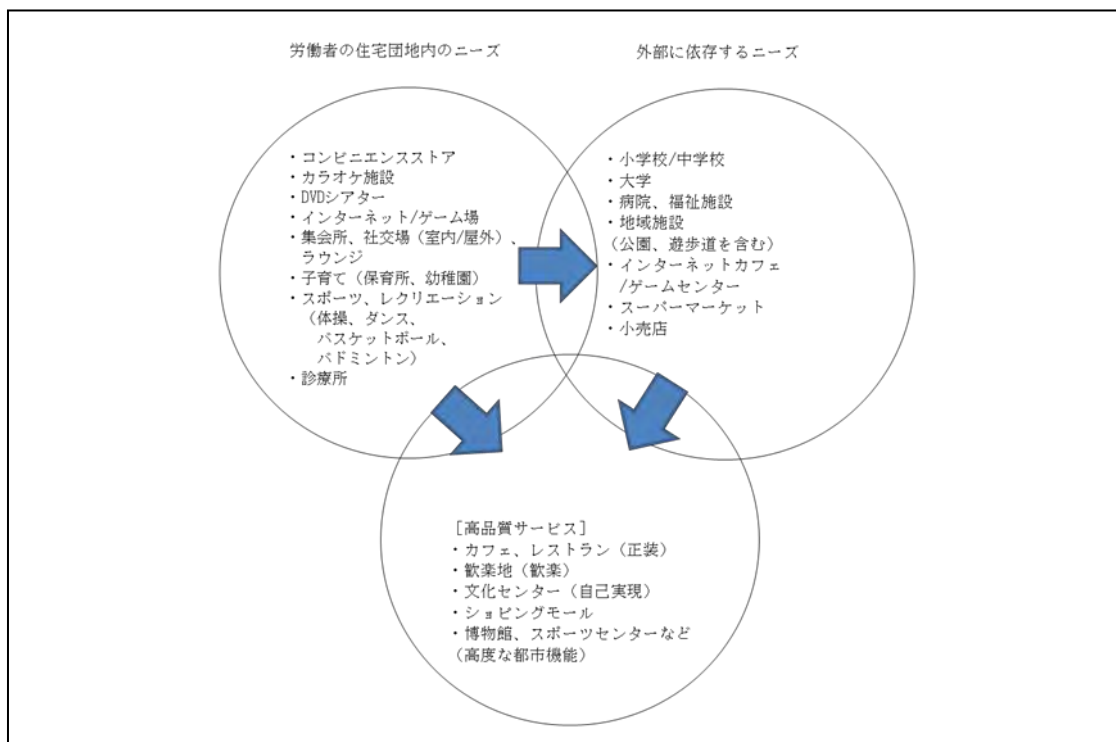 労働者の住宅団地内のニーズ
・コンビニエンスストア
・カラオケ施設
・DVDシアター
・インターネット/ゲーム場
・集会所、社交場（室内/屋外）、
ラウンジ
・子育て（保育所、幼稚園）
・スポーツ、レクリエーション
（体操、ダンス、
バスケットボール、
バドミントン）
・診療所
外部に依存するニーズ
・小学校/中学校
・大学
・病院、福祉施設
・地域施設
（公園、遊歩道を含む）
・インターネットカフェ
/ゲームセンター
・スーパーマーケット
・小売店
［高品質サービス］
・カフェ、レストラン（正装）
・歓楽地（歓楽）
・文化センター（自己実現）
・ショピングモール
・博物館、スポーツセンターなど
（高度な都市機能）